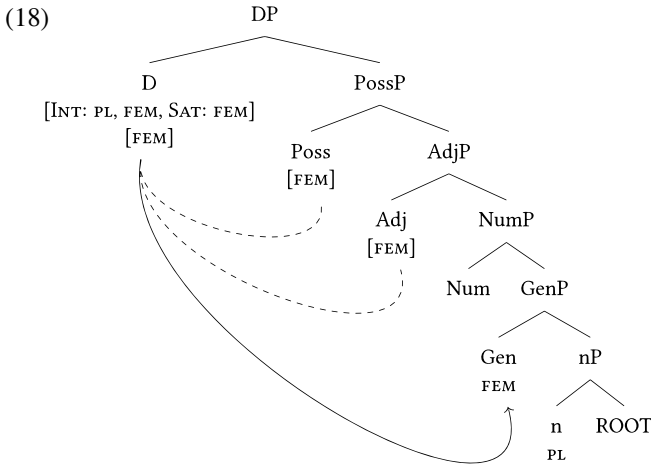 (18)
DP
D PossP
[INT: PL, FEM, SAT: FEM]
[FEM]
Poss AdjP
[FEM]
Adj NumP
[FEM]
Num GenP
Gen nP
FEM
n ROOT
PL